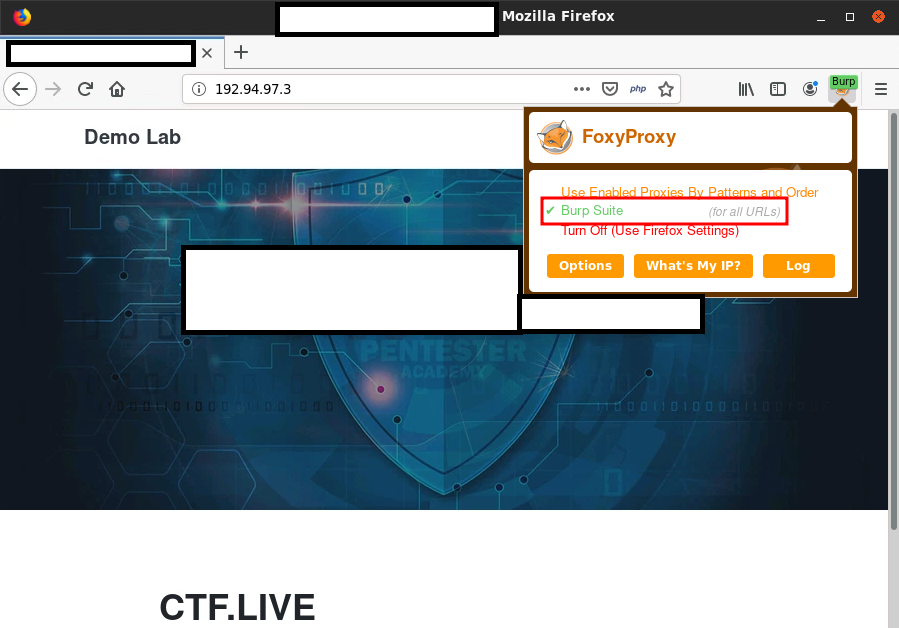 Mozilla Firefox
192.94.97.3
php
Burp
Demo Lab
FoxyProxy
Use Enabled Proxies By Patterns and Order
✔ Burp Suite (for all URLs)
Turn Off (Use Firefox Settings)
Options What's My IP? Log
PENTESTER
ACADEMY
CTF.LIVE